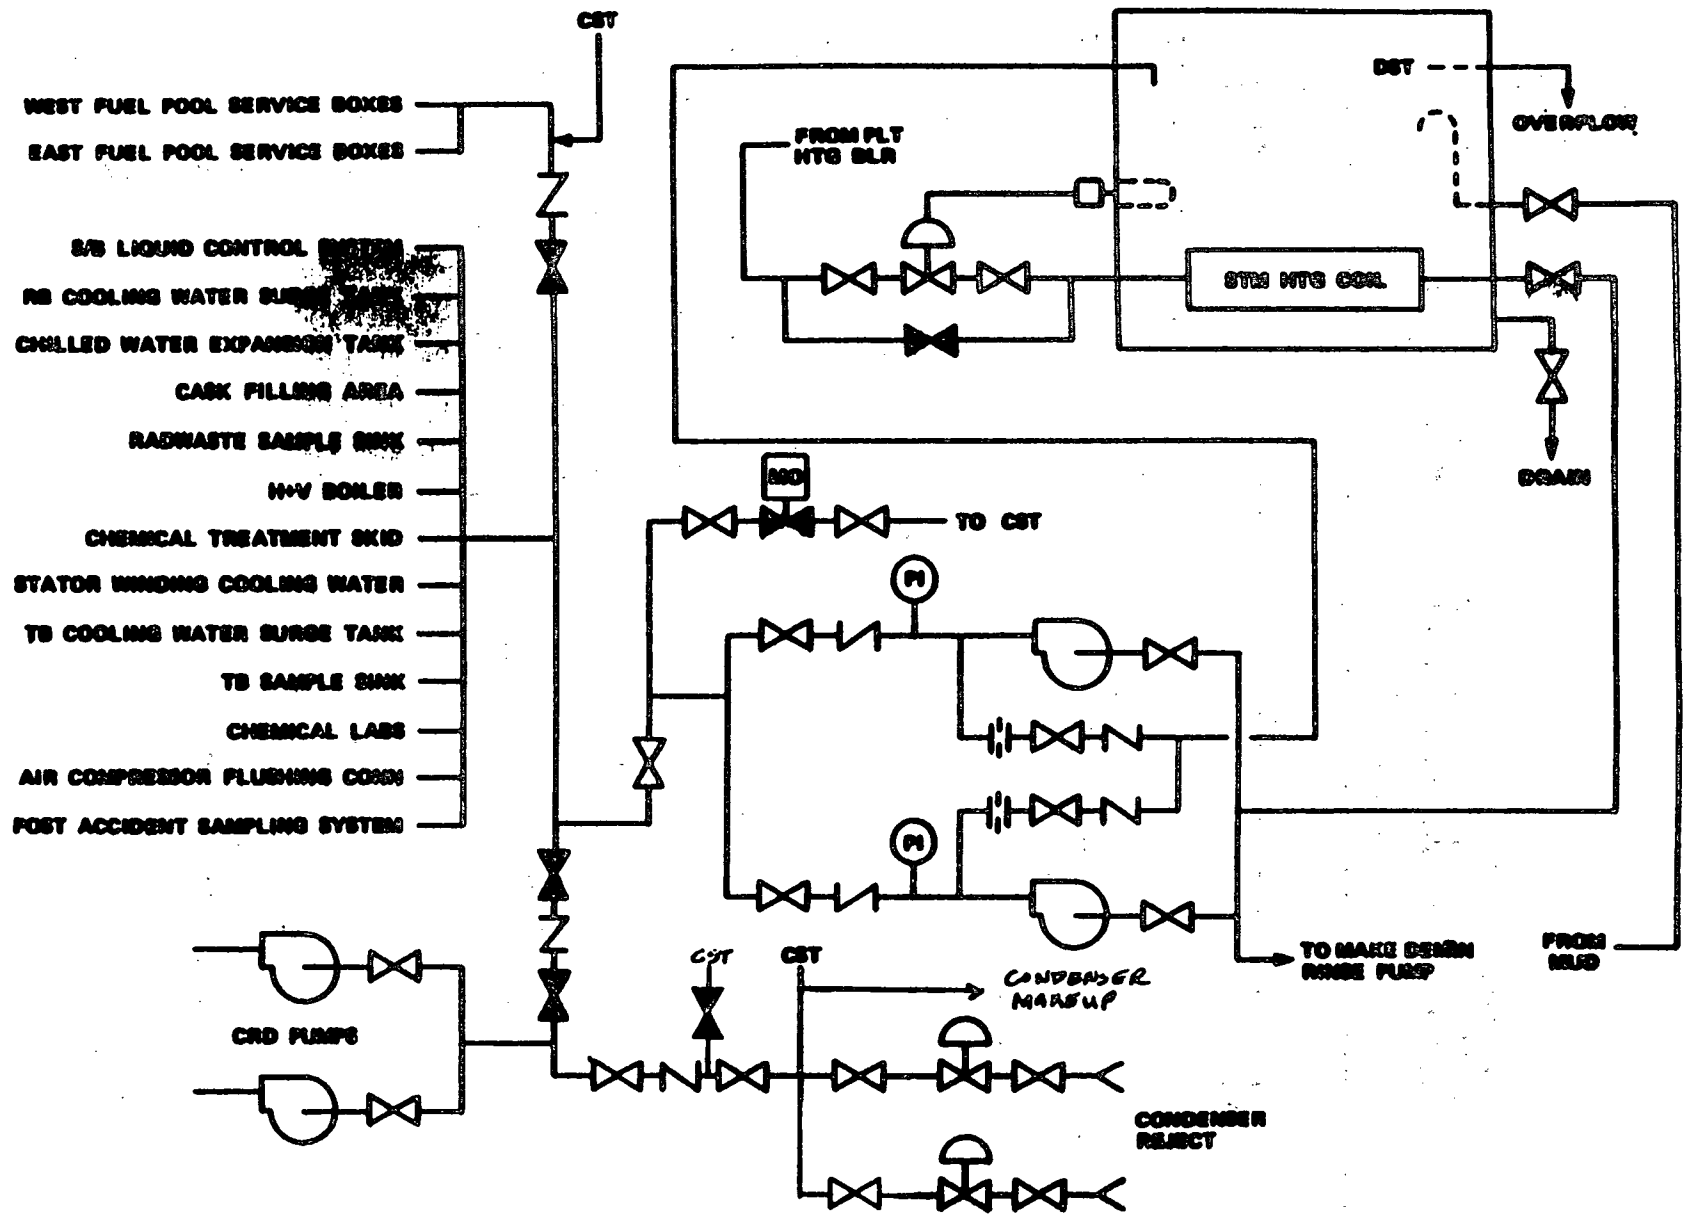 CST
WEST FUEL POOL SERVICE BOXES
EAST FUEL POOL SERVICE BOXES
S/B LIQUID CONTROL SYSTEM
RB COOLING WATER SURGE TANK
CHILLED WATER EXPANSION TANK
CASK FILLING AREA
RADWASTE SAMPLE SINK
H+V BOILER
CHEMICAL TREATMENT SKID
STATOR WINDING COOLING WATER
TB COOLING WATER SURGE TANK
TB SAMPLE SINK
CHEMICAL LABS
AIR COMPRESSOR FLUSHING CONN
POST ACCIDENT SAMPLING SYSTEM
CRD PUMPS
FROM PLT
HTG BLR
DST
OVERFLOW
STM HTG COIL
DRAIN
MO
TO CST
PI
PI
TO MAKE DEMIN
RINSE PUMP
FROM
MUD
CST
CST
CONDENSER
MAKEUP
CONDENSER
REJECT